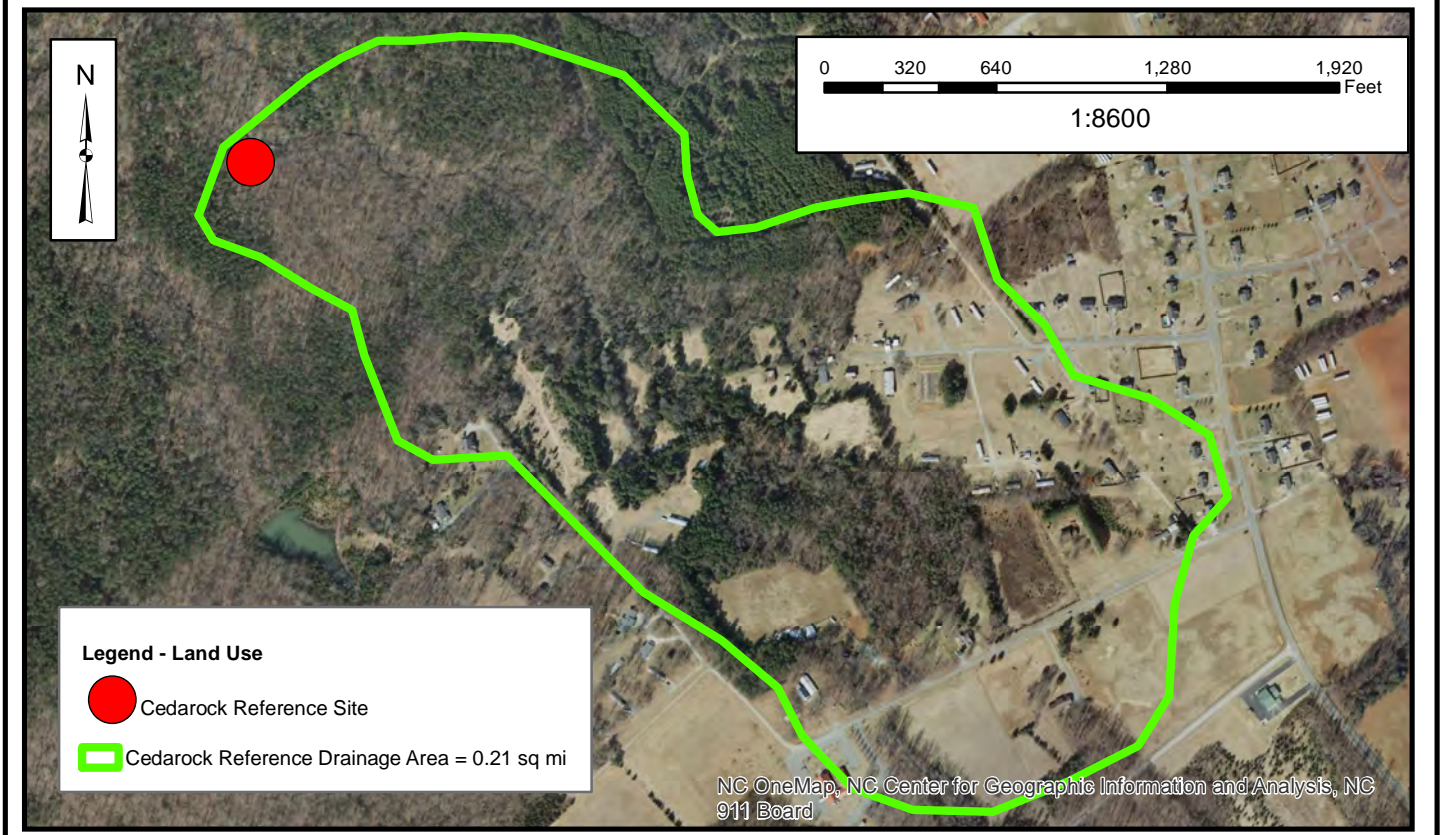 N
0 320 640 1,280 1,920
Feet
1:8600
Legend - Land Use
Cedarock Reference Site
Cedarock Reference Drainage Area = 0.21 sq mi
NC OneMap, NC Center for Geographic Information and Analysis, NC
911 Board